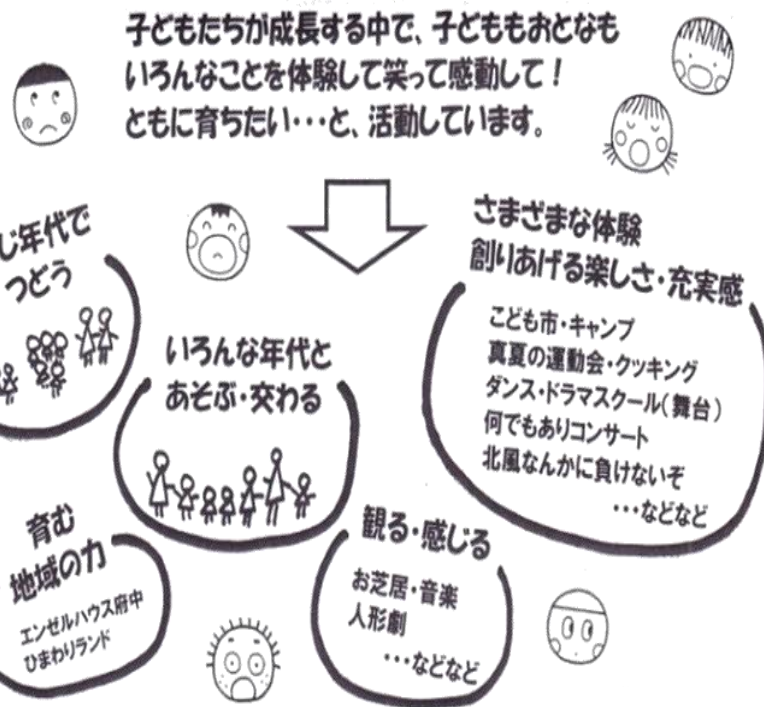 子どもたちが成長する中で、子どももおとなも
いろんなことを体験して笑って感動して！
ともに育ちたい･･･と、活動しています。
じ年代で
つどう
いろんな年代と
あそぶ・交わる
さまざまな体験
創りあげる楽しさ・充実感
こども市・キャンプ
真夏の運動会・クッキング
ダンス・ドラマスクール（舞台）
何でもありコンサート
北風なんかに負けないぞ
･･･などなど
育む
地域の力
エンゼルハウス府中
ひまわりランド
観る・感じる
お芝居・音楽
人形劇
･･･などなど